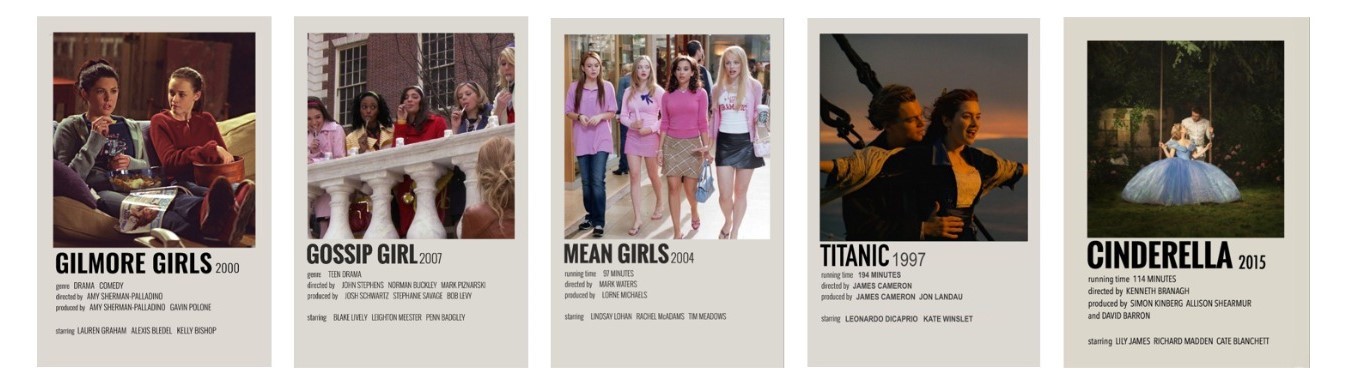 GILMORE GIRLS 2000
genre DRAMA COMEDY
directed by AMY SHERMAN-PALLADINO
produced by AMY SHERMAN-PALLADINO GAVIN POLONE
starring LAUREN GRAHAM ALEXIS BLEDEL KELLY BISHOP
GOSSIP GIRL 2007
genre TEEN DRAMA
directed by JOHN STEPHENS NORMAN BUCKLEY MARK PIZNARSKI
produced by JOSH SCHWARTZ STEPHANIE SAVAGE BOB LEVY
starring BLAKE LIVELY LEIGHTON MEESTER PENN BADGLEY
MEAN GIRLS 2004
running time 97 MINUTES
directed by MARK WATERS
produced by LORNE MICHAELS
starring LINDSAY LOHAN RACHEL McADAMS TIM MEADOWS
TITANIC 1997
running time 194 MINUTES
directed by JAMES CAMERON
produced by JAMES CAMERON JON LANDAU
starring LEONARDO DICAPRIO KATE WINSLET
CINDERELLA 2015
running time 114 MINUTES
directed by KENNETH BRANAGH
produced by SIMON KINBERG ALLISON SHEARMUR
and DAVID BARRON
starring LILY JAMES RICHARD MADDEN CATE BLANCHETT